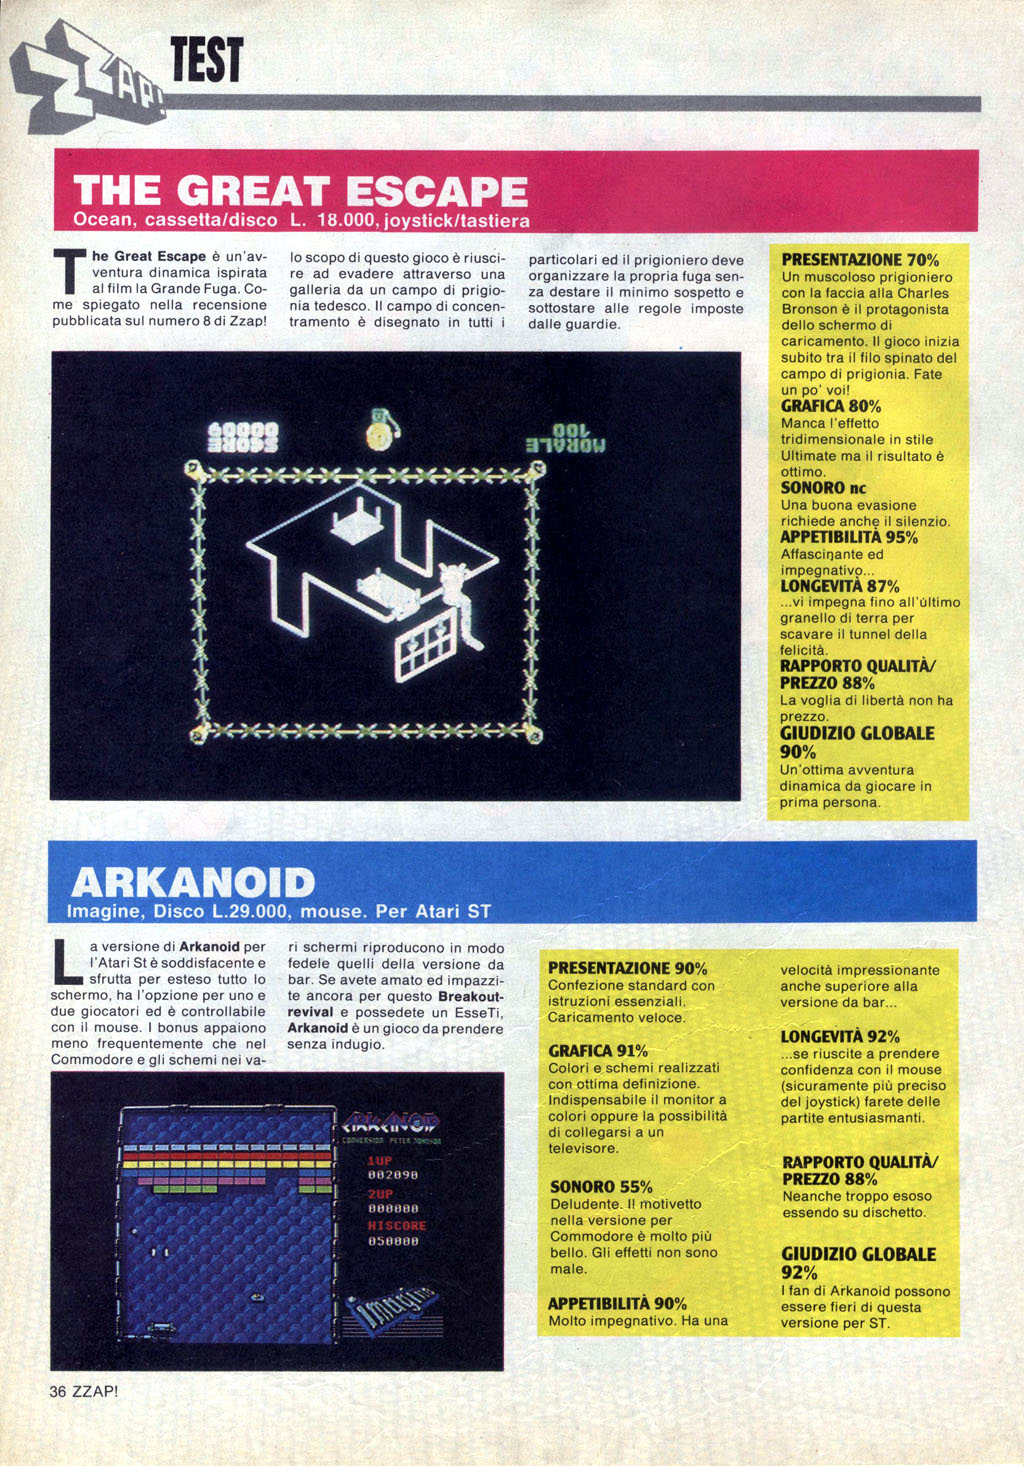 ZZAP!
TEST
THE GREAT ESCAPE
Ocean, cassetta/disco L. 18.000, joystick/tastiera
The Great Escape è un'av-
ventura dinamica ispirata
al film la Grande Fuga. Co-
me spiegato nella recensione
pubblicata sul numero 8 di Zzap!
lo scopo di questo gioco è riusci-
re ad evadere attraverso una
galleria da un campo di prigio-
nia tedesco. Il campo di concen-
tramento è disegnato in tutti i
particolari ed il prigioniero deve
organizzare la propria fuga sen-
za destare il minimo sospetto e
sottostare alle regole imposte
dalle guardie.
SCORE
00009
MORALE
100
PRESENTAZIONE 70%
Un muscoloso prigioniero
con la faccia alla Charles
Bronson è il protagonista
dello schermo di
caricamento. Il gioco inizia
subito tra il filo spinato del
campo di prigionia. Fate
un po' voi!
GRAFICA 80%
Manca l'effetto
tridimensionale in stile
Ultimate ma il risultato è
ottimo.
SONORO nc
Una buona evasione
richiede anche il silenzio.
APPETIBILITÀ 95%
Affascinante ed
impegnativo...
LONGEVITÀ 87%
...vi impegna fino all'ultimo
granello di terra per
scavare il tunnel della
felicità.
RAPPORTO QUALITÀ/
PREZZO 88%
La voglia di libertà non ha
prezzo.
GIUDIZIO GLOBALE
90%
Un'ottima avventura
dinamica da giocare in
prima persona.
ARKANOID
Imagine, Disco L.29.000, mouse. Per Atari ST
La versione di Arkanoid per
l'Atari St è soddisfacente e
sfrutta per esteso tutto lo
schermo, ha l'opzione per uno e
due giocatori ed è controllabile
con il mouse. I bonus appaiono
meno frequentemente che nel
Commodore e gli schemi nei va-
ri schermi riproducono in modo
fedele quelli della versione da
bar. Se avete amato ed impazzi-
te ancora per questo Breakout-
revival e possedete un EsseTi,
Arkanoid è un gioco da prendere
senza indugio.
ARKANOID
CONVERSION PETER JOHNSON
1UP
002090
2UP
000000
HISCORE
050000
imagine
PRESENTAZIONE 90%
Confezione standard con
istruzioni essenziali.
Caricamento veloce.
GRAFICA 91%
Colori e schemi realizzati
con ottima definizione.
Indispensabile il monitor a
colori oppure la possibilità
di collegarsi a un
televisore.
SONORO 55%
Deludente. Il motivetto
nella versione per
Commodore è molto più
bello. Gli effetti non sono
male.
APPETIBILITÀ 90%
Molto impegnativo. Ha una
velocità impressionante
anche superiore alla
versione da bar...
LONGEVITÀ 92%
...se riuscite a prendere
confidenza con il mouse
(sicuramente più preciso
del joystick) farete delle
partite entusiasmanti.
RAPPORTO QUALITÀ/
PREZZO 88%
Neanche troppo esoso
essendo su dischetto.
GIUDIZIO GLOBALE
92%
I fan di Arkanoid possono
essere fieri di questa
versione per ST.
36 ZZAP!